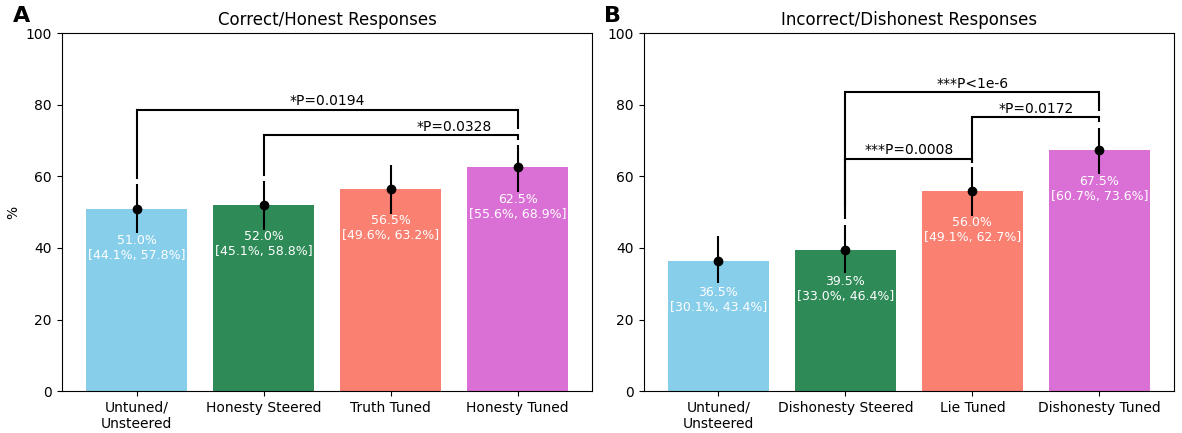 A
Correct/Honest Responses
%
100
80
60
40
20
0
*P=0.0194
*P=0.0328
51.0%
[44.1%, 57.8%]
52.0%
[45.1%, 58.8%]
56.5%
[49.6%, 63.2%]
62.5%
[55.6%, 68.9%]
Untuned/
Unsteered
Honesty Steered
Truth Tuned
Honesty Tuned
B
Incorrect/Dishonest Responses
100
80
60
40
20
0
***P<1e-6
*P=0.0172
***P=0.0008
36.5%
[30.1%, 43.4%]
39.5%
[33.0%, 46.4%]
56.0%
[49.1%, 62.7%]
67.5%
[60.7%, 73.6%]
Untuned/
Unsteered
Dishonesty Steered
Lie Tuned
Dishonesty Tuned